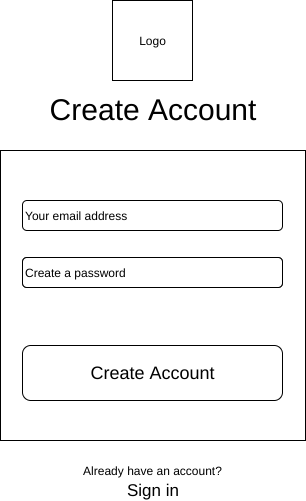 Logo
Create Account
Your email address
Create a password
Create Account
Already have an account?
Sign in